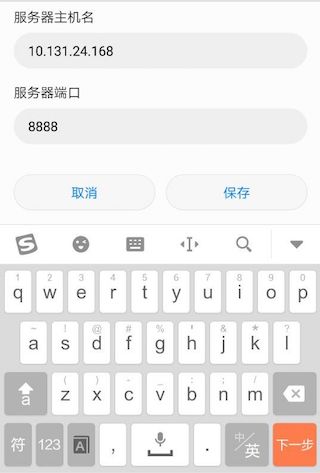 服务器主机名
10.131.24.168
服务器端口
8888
取消 保存
S
1 2 3 4 5 6 7 8 9 0
q w e r t y u i o p
~ ! @ # % ' & * ?
a s d f g h j k l
( ) - _ : ; /
z x c v b n m
a
符 123 A , . 中/英 下一步